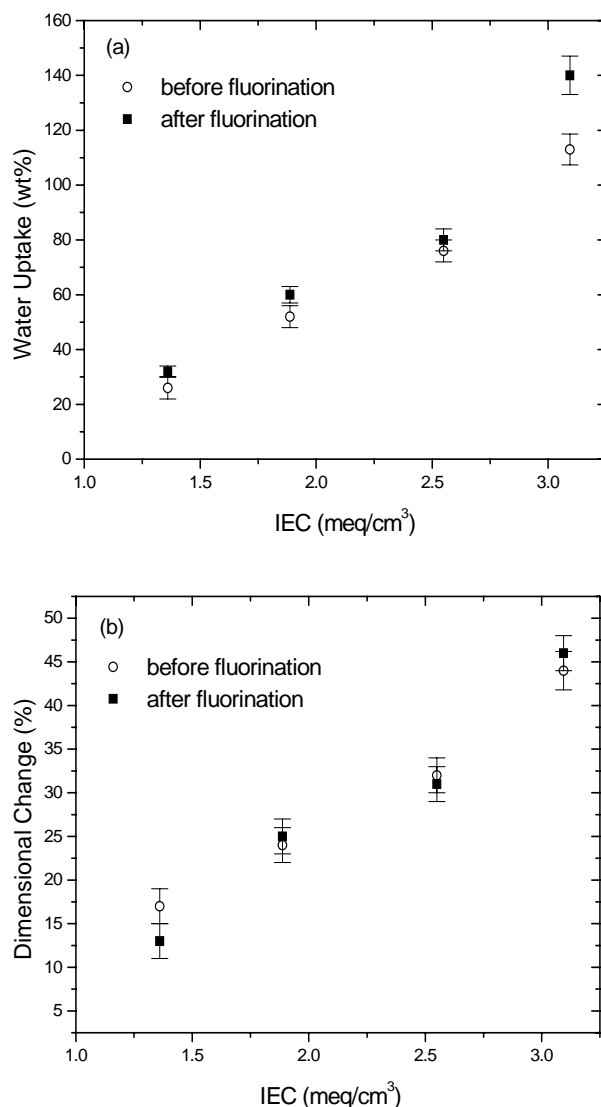 160
140
120
100
80
60
40
20
0
Water Uptake (wt%)
(a)
before fluorination
after fluorination
1.0 1.5 2.0 2.5 3.0
IEC (meq/cm³)
50
45
40
35
30
25
20
15
10
5
Dimensional Change (%)
(b)
before fluorination
after fluorination
1.0 1.5 2.0 2.5 3.0
IEC (meq/cm³)